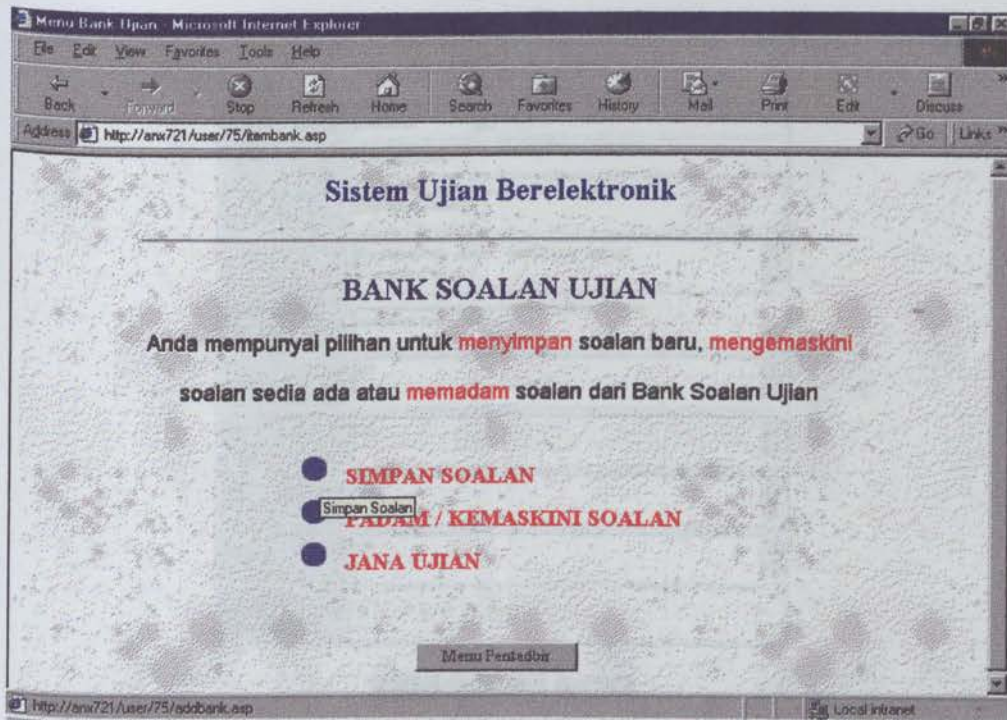 Menu Bank Ujian - Microsoft Internet Explorer
File Edit View Favorites Tools Help
Back Forward Stop Refresh Home Search Favorites History Mail Print Edit Discuss
Address http://anx721/user/75/itembank.asp Go Links »
Sistem Ujian Berelektronik
BANK SOALAN UJIAN
Anda mempunyai pilihan untuk menyimpan soalan baru, mengemaskini
soalan sedia ada atau memadam soalan dari Bank Soalan Ujian
SIMPAN SOALAN
Simpan Soalan
PADAM / KEMASKINI SOALAN
JANA UJIAN
Menu Pentadbir
http://anx721/user/75/addbank.asp Local intranet